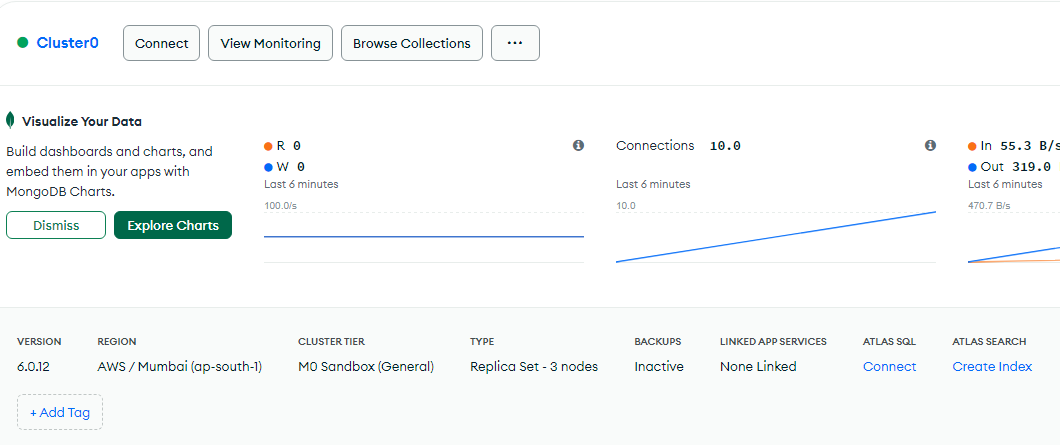 Cluster0 Connect View Monitoring Browse Collections ...
Visualize Your Data
Build dashboards and charts, and
embed them in your apps with
MongoDB Charts.
Dismiss Explore Charts
R 0
W 0
Last 6 minutes
100.0/s
Connections 10.0
Last 6 minutes
10.0
In 55.3 B/s
Out 319.0
Last 6 minutes
470.7 B/s
VERSION REGION CLUSTER TIER TYPE BACKUPS LINKED APP SERVICES ATLAS SQL ATLAS SEARCH
6.0.12 AWS / Mumbai (ap-south-1) M0 Sandbox (General) Replica Set - 3 nodes Inactive None Linked Connect Create Index
+ Add Tag